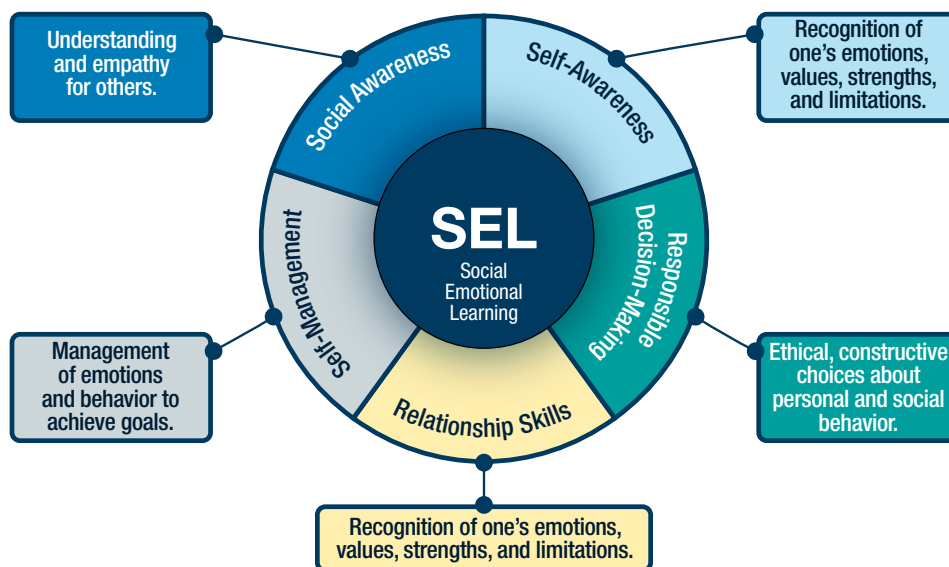 Understanding
and empathy
for others.
Social Awareness
Self-Awareness
Recognition of
one’s emotions,
values, strengths,
and limitations.
SEL
Social
Emotional
Learning
Self-Management
Responsible
Decision-Making
Relationship Skills
Management
of emotions
and behavior to
achieve goals.
Ethical, constructive
choices about
personal and social
behavior.
Recognition of one’s emotions,
values, strengths, and limitations.